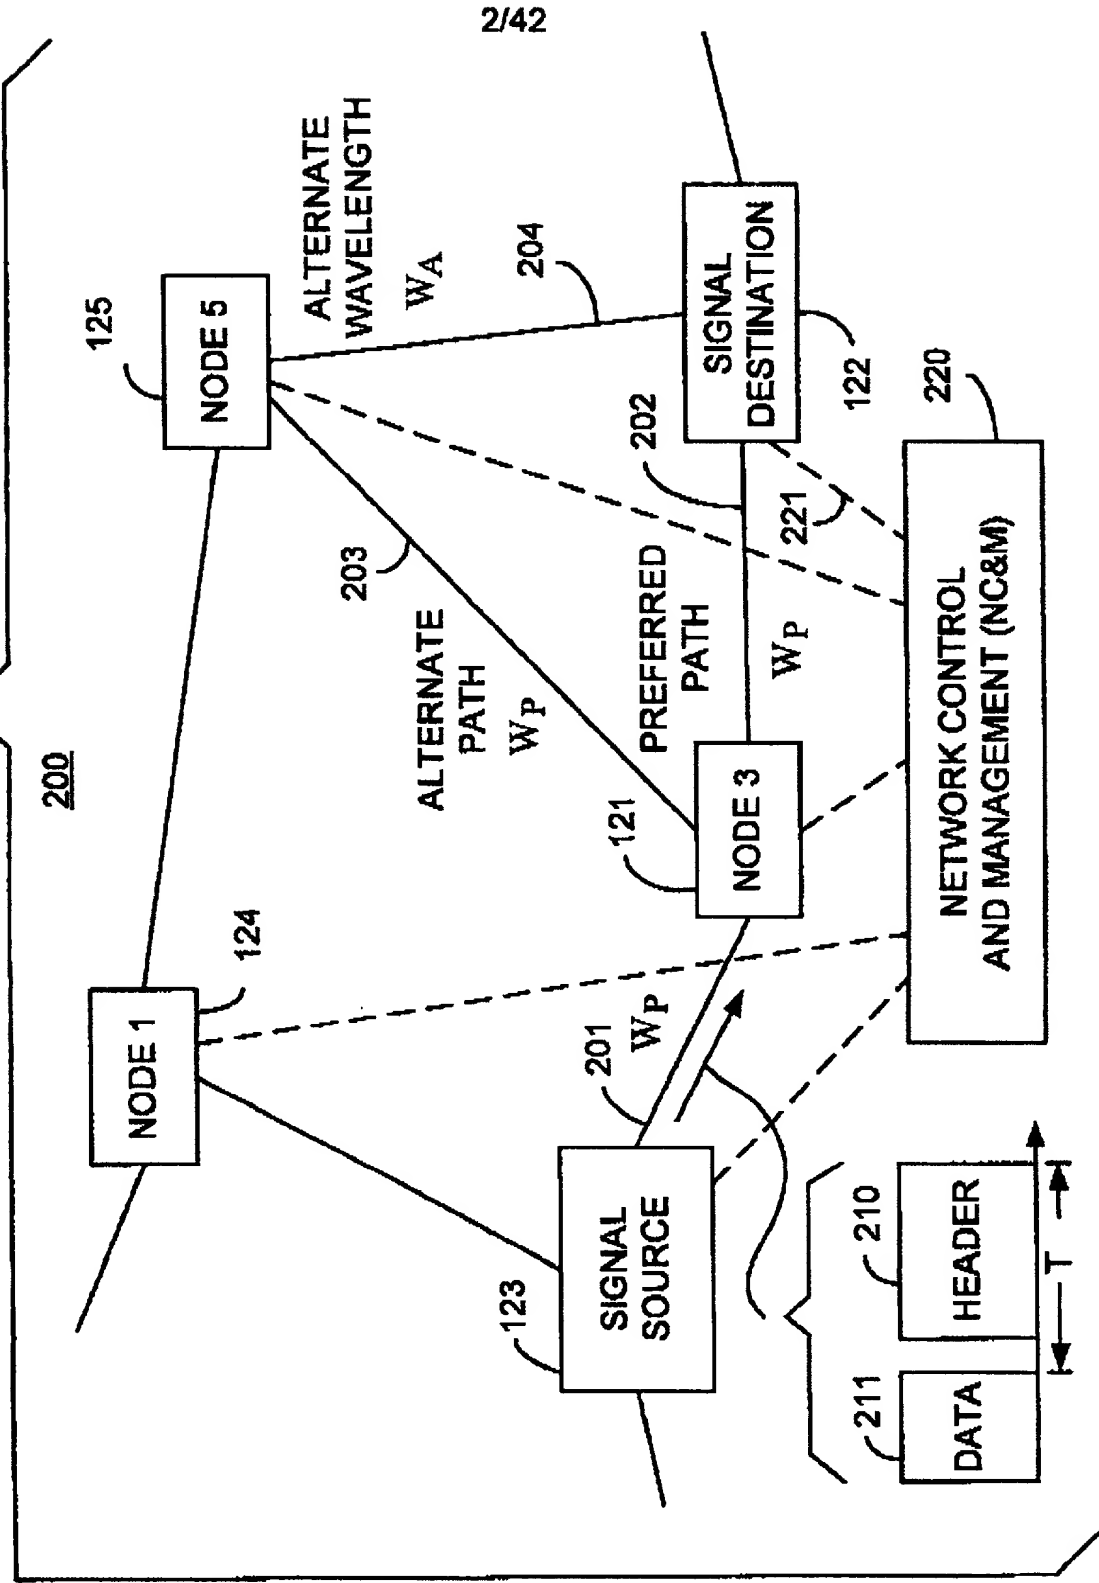 2/42
200
NODE 1
124
NODE 5
125
ALTERNATE
WAVELENGTH
WA
204
203
ALTERNATE
PATH
WP
SIGNAL
SOURCE
123
201
WP
NODE 3
121
PREFERRED
PATH
WP
202
SIGNAL
DESTINATION
122
221
220
NETWORK CONTROL
AND MANAGEMENT (NC&M)
211
DATA
210
HEADER
T